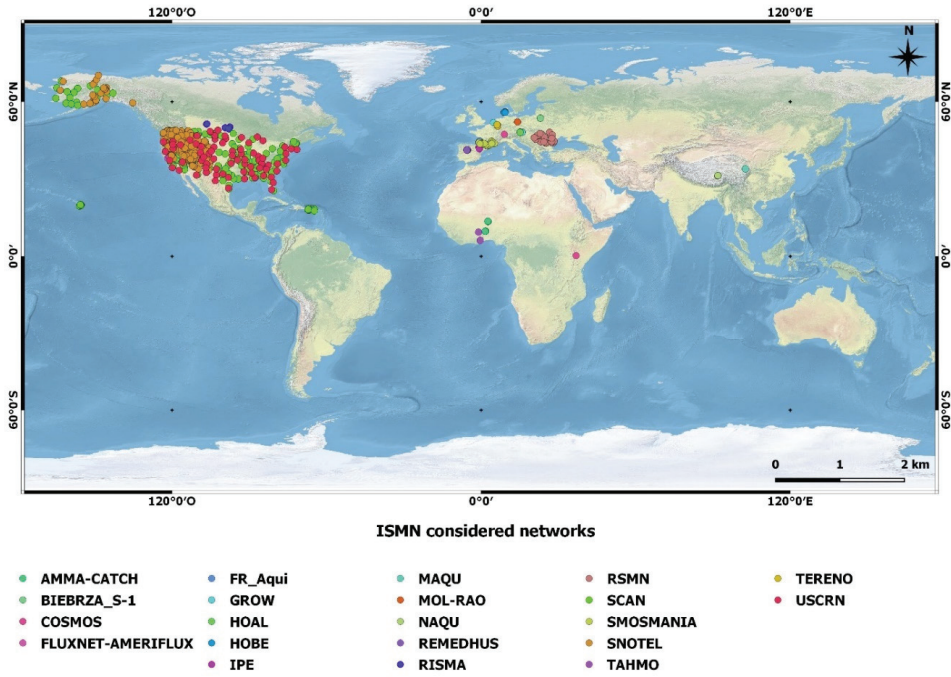 120°0'O 0°0' 120°0'E
N
60°0'N 60°0'N
0°0' 0°0'
60°0'S 60°0'S
0 1 2 km
120°0'O 0°0' 120°0'E
ISMN considered networks
AMMA-CATCH FR_Aqui MAQU RSMN TERENO
BIEBRZA_S-1 GROW MOL-RAO SCAN USCRN
COSMOS HOAL NAQU SMOSMANIA
FLUXNET-AMERIFLUX HOBE REMEDHUS SNOTEL
IPE RISMA TAHMO